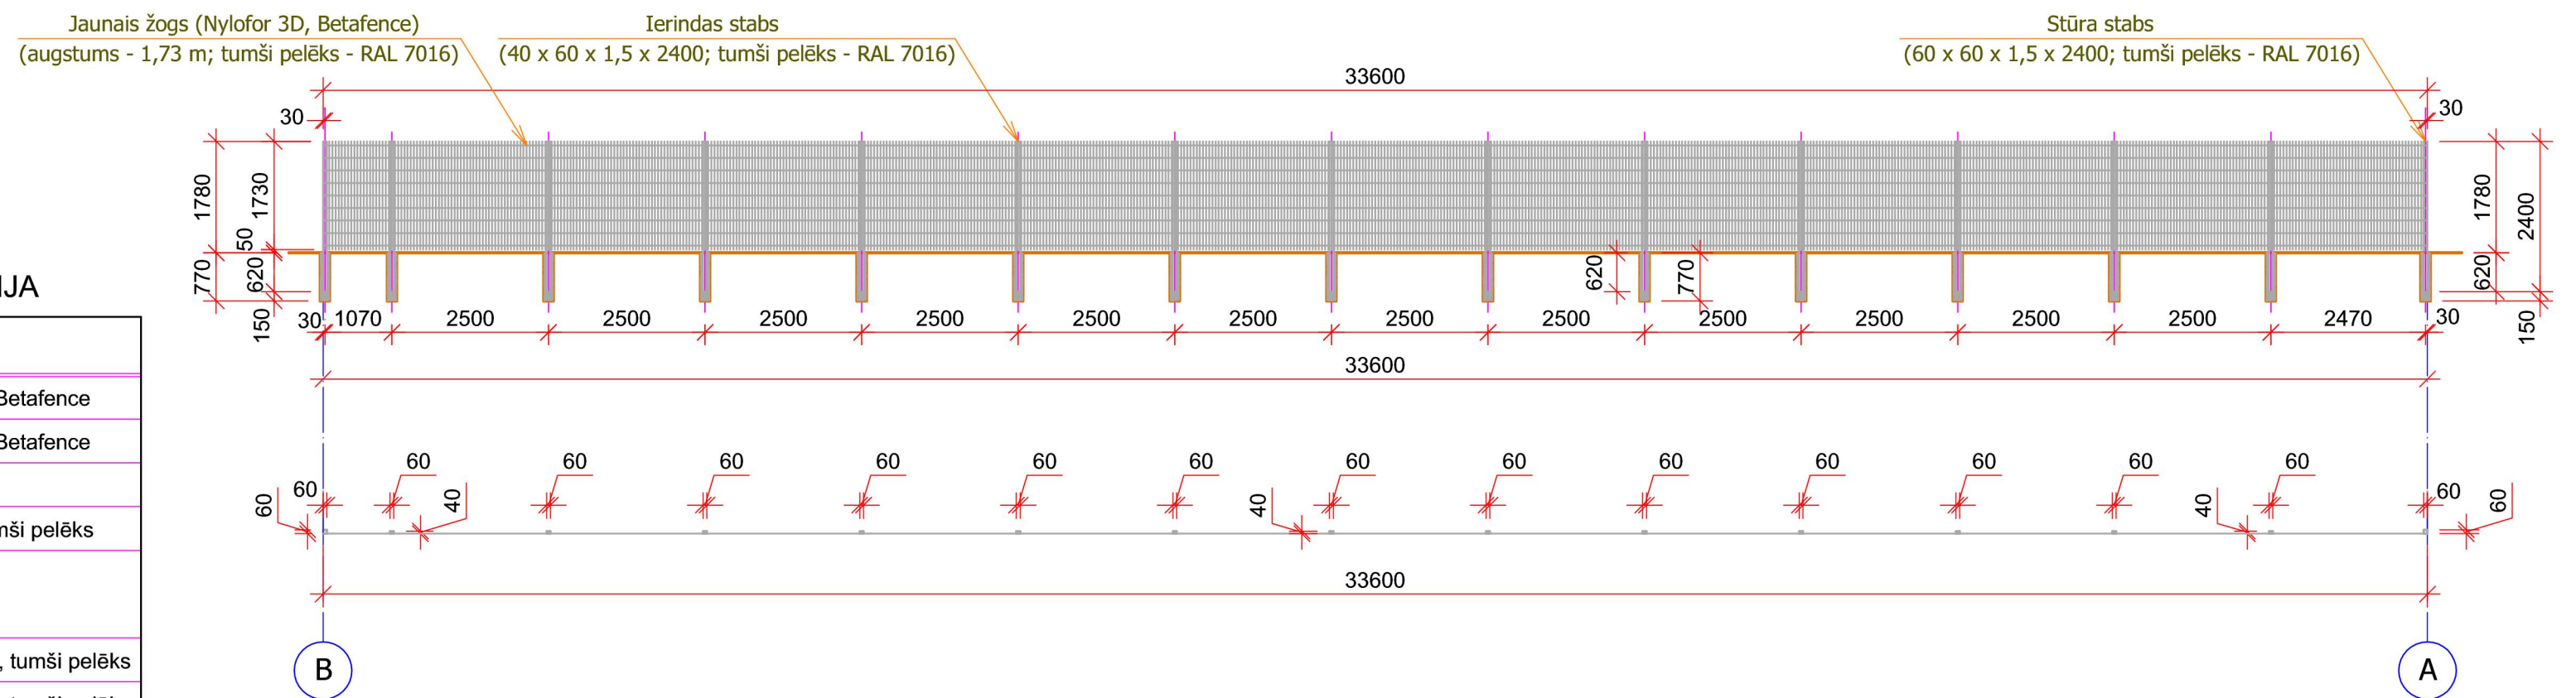 Jaunais žogs (Nylofor 3D, Betafence)
(augstums - 1,73 m; tumši pelēks - RAL 7016)
Ierindas stabs
(40 x 60 x 1,5 x 2400; tumši pelēks - RAL 7016)
Stūra stabs
(60 x 60 x 1,5 x 2400; tumši pelēks - RAL 7016)
33600
30
30
1780
1730
50
770
620
150
620
770
1780
2400
620
150
30 1070 2500 2500 2500 2500 2500 2500 2500 2500 2500 2500 2500 2500 2470 30
33600
60 60 60 60 60 60 60 60 60 60 60 60 60
60 60 40 40 40 60 60
33600
B
A
Betafence
Betafence
pelēks
, tumši pelēks